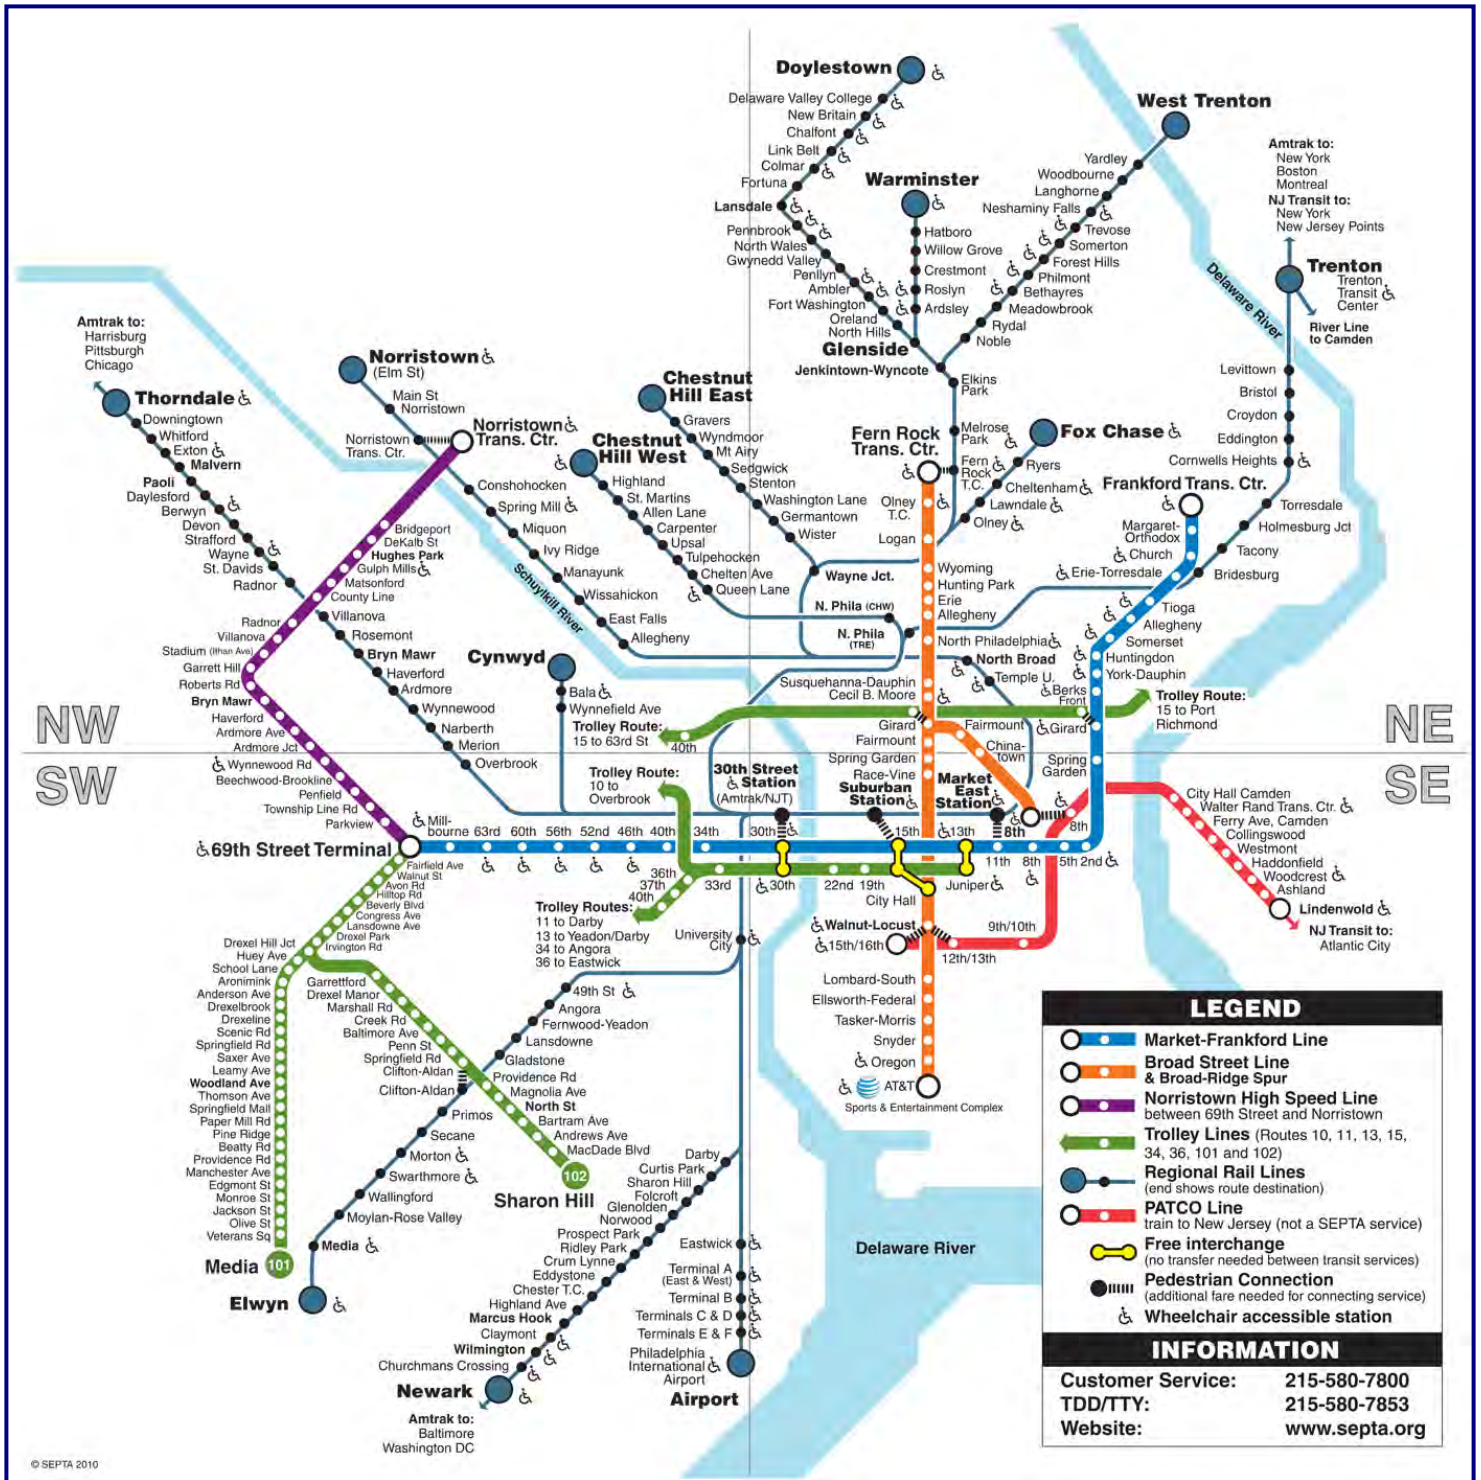 Doylestown
Delaware Valley College
New Britain
Chalfont
Link Belt
Colmar
Fortuna
Lansdale
Pennbrook
North Wales
Gwynedd Valley
Penllyn
Ambler
Fort Washington
Oreland
North Hills
Glenside
Jenkintown-Wyncote
Warminster
Hatboro
Willow Grove
Crestmont
Roslyn
Ardsley
West Trenton
Yardley
Woodbourne
Langhorne
Neshaminy Falls
Trevose
Somerton
Forest Hills
Philmont
Bethayres
Meadowbrook
Rydal
Noble
Elkins
Park
Melrose
Park
Fern
Rock
T.C.
Amtrak to:
New York
Boston
Montreal
NJ Transit to:
New York
New Jersey Points
Trenton
Trenton
Transit
Center
River Line
to Camden
Delaware River
Levittown
Bristol
Croydon
Eddington
Cornwells Heights
Torresdale
Holmesburg Jct
Tacony
Bridesburg
Amtrak to:
Harrisburg
Pittsburgh
Chicago
Thorndale
Downingtown
Whitford
Exton
Malvern
Paoli
Daylesford
Berwyn
Devon
Strafford
Wayne
St. Davids
Radnor
Villanova
Rosemont
Bryn Mawr
Haverford
Ardmore
Wynnewood
Narberth
Merion
Overbrook
Norristown
(Elm St)
Main St
Norristown
Norristown
Trans. Ctr.
Norristown
Trans. Ctr.
Conshohocken
Spring Mill
Miquon
Ivy Ridge
Manayunk
Wissahickon
East Falls
Allegheny
Schuylkill River
Bridgeport
DeKalb St
Hughes Park
Gulph Mills
Matsonford
County Line
Radnor
Villanova
Stadium (Ithan Ave)
Garrett Hill
Roberts Rd
Bryn Mawr
Haverford
Ardmore Ave
Ardmore Jct
Wynnewood Rd
Beechwood-Brookline
Penfield
Township Line Rd
Parkview
Chestnut
Hill East
Gravers
Wyndmoor
Mt Airy
Sedgwick
Stenton
Washington Lane
Germantown
Wister
Wayne Jct.
Chestnut
Hill West
Highland
St. Martins
Allen Lane
Carpenter
Upsal
Tulpehocken
Chelten Ave
Queen Lane
N. Phila (CHW)
N. Phila
(TRE)
Fox Chase
Ryers
Cheltenham
Lawndale
Olney
Fern Rock
Trans. Ctr.
Olney
T.C.
Logan
Wyoming
Hunting Park
Erie
Allegheny
North Philadelphia
North Broad
Temple U.
Susquehanna-Dauphin
Cecil B. Moore
Girard
Fairmount
Spring Garden
Race-Vine
Fairmount
China-
town
Frankford Trans. Ctr.
Margaret-
Orthodox
Church
Erie-Torresdale
Tioga
Allegheny
Somerset
Huntingdon
York-Dauphin
Berks
Front
Girard
Spring
Garden
Trolley Route:
15 to Port
Richmond
Cynwyd
Bala
Wynnefield Ave
Trolley Route:
15 to 63rd St
40th
Trolley Route:
10 to
Overbrook
NW
SW
NE
SE
30th Street
Station
(Amtrak/NJT)
Suburban
Station
Market
East
Station
8th
8th
69th Street Terminal
Mill-
bourne
63rd
60th
56th
52nd
46th
40th
34th
30th
15th
13th
11th
8th
5th
2nd
36th
37th
40th
33rd
30th
22nd
19th
City Hall
Juniper
Trolley Routes:
11 to Darby
13 to Yeadon/Darby
34 to Angora
36 to Eastwick
University
City
Walnut-Locust
15th/16th
12th/13th
9th/10th
Lombard-South
Ellsworth-Federal
Tasker-Morris
Snyder
Oregon
AT&T
Sports & Entertainment Complex
City Hall Camden
Walter Rand Trans. Ctr.
Ferry Ave, Camden
Collingswood
Westmont
Haddonfield
Woodcrest
Ashland
Lindenwold
NJ Transit to:
Atlantic City
Fairfield Ave
Walnut St
Avon Rd
Hilltop Rd
Beverly Blvd
Congress Ave
Lansdowne Ave
Drexel Park
Irvington Rd
Drexel Hill Jct
Huey Ave
School Lane
Aronimink
Anderson Ave
Drexelbrook
Drexeline
Scenic Rd
Springfield Rd
Saxer Ave
Leamy Ave
Woodland Ave
Thomson Ave
Springfield Mall
Paper Mill Rd
Pine Ridge
Beatty Rd
Providence Rd
Manchester Ave
Edgmont St
Monroe St
Jackson St
Olive St
Veterans Sq
Media
101
Garrettford
Drexel Manor
Marshall Rd
Creek Rd
Baltimore Ave
Penn St
Springfield Rd
Clifton-Aldan
Providence Rd
Magnolia Ave
North St
Bartram Ave
Andrews Ave
MacDade Blvd
102
Sharon Hill
49th St
Angora
Fernwood-Yeadon
Lansdowne
Gladstone
Clifton-Aldan
Primos
Secane
Morton
Swarthmore
Wallingford
Moylan-Rose Valley
Media
Elwyn
Darby
Curtis Park
Sharon Hill
Folcroft
Glenolden
Norwood
Prospect Park
Ridley Park
Crum Lynne
Eddystone
Chester T.C.
Highland Ave
Marcus Hook
Claymont
Wilmington
Churchmans Crossing
Newark
Amtrak to:
Baltimore
Washington DC
Eastwick
Terminal A
(East & West)
Terminal B
Terminals C & D
Terminals E & F
Philadelphia
International
Airport
Airport
Delaware River
LEGEND
Market-Frankford Line
Broad Street Line
& Broad-Ridge Spur
Norristown High Speed Line
between 69th Street and Norristown
Trolley Lines (Routes 10, 11, 13, 15,
34, 36, 101 and 102)
Regional Rail Lines
(end shows route destination)
PATCO Line
train to New Jersey (not a SEPTA service)
Free interchange
(no transfer needed between transit services)
Pedestrian Connection
(additional fare needed for connecting service)
Wheelchair accessible station
INFORMATION
Customer Service: 215-580-7800
TDD/TTY: 215-580-7853
Website: www.septa.org
© SEPTA 2010